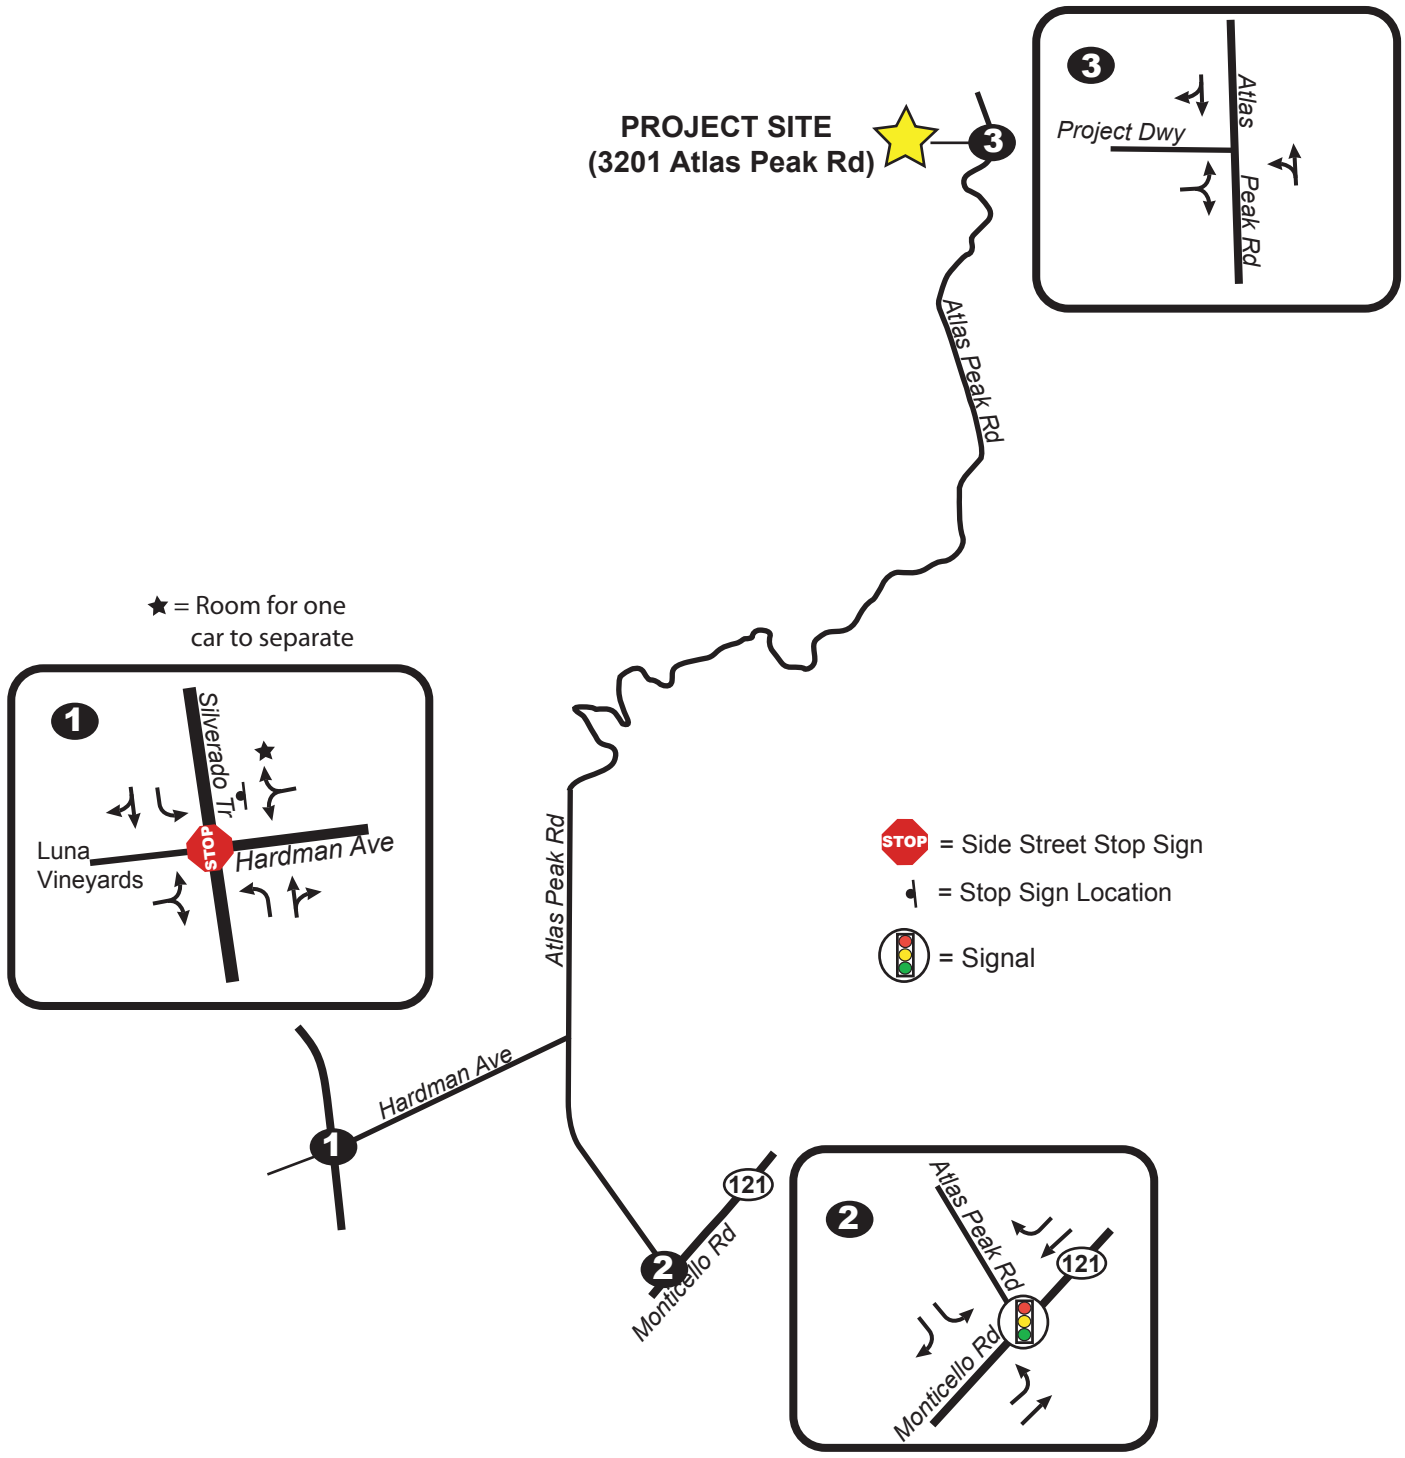 PROJECT SITE
(3201 Atlas Peak Rd)
3
3
Atlas
Peak Rd
Project Dwy
Atlas Peak Rd
★ = Room for one
car to separate
1
Silverado Tr
STOP
Hardman Ave
Luna
Vineyards
Atlas Peak Rd
STOP = Side Street Stop Sign
= Stop Sign Location
= Signal
Hardman Ave
1
121
2
Monticello Rd
2
Atlas Peak Rd
121
Monticello Rd